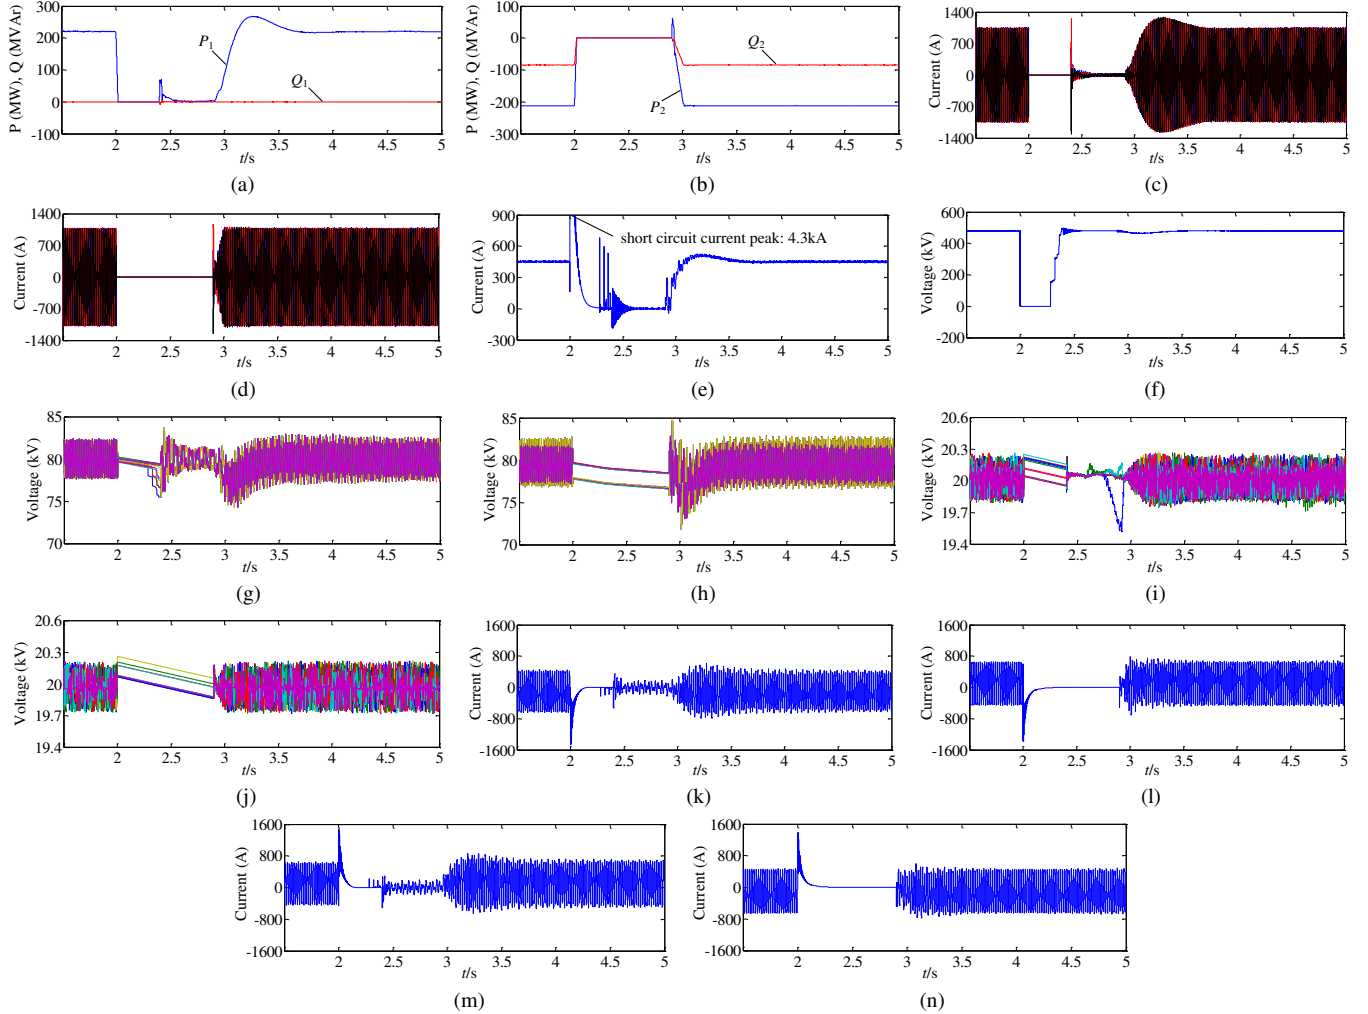 P (MW), Q (MVAr)
300
200
100
0
-100
P1
Q1
2 2.5 3 3.5 4 4.5 5
t/s
(a)
P (MW), Q (MVAr)
100
0
-100
-200
-300
Q2
P2
2 2.5 3 3.5 4 4.5 5
t/s
(b)
Current (A)
1400
700
0
-700
-1400
2 2.5 3 3.5 4 4.5 5
t/s
(c)
Current (A)
1400
700
0
-700
-1400
2 2.5 3 3.5 4 4.5 5
t/s
(d)
Current (A)
900
600
300
0
-300
short circuit current peak: 4.3kA
2 2.5 3 3.5 4 4.5 5
t/s
(e)
Voltage (kV)
600
400
200
0
-200
2 2.5 3 3.5 4 4.5 5
t/s
(f)
Voltage (kV)
85
80
75
70
2 2.5 3 3.5 4 4.5 5
t/s
(g)
Voltage (kV)
85
80
75
70
2 2.5 3 3.5 4 4.5 5
t/s
(h)
Voltage (kV)
20.6
20.3
20
19.7
19.4
2 2.5 3 3.5 4 4.5 5
t/s
(i)
Voltage (kV)
20.6
20.3
20
19.7
19.4
2 2.5 3 3.5 4 4.5 5
t/s
(j)
Current (A)
1600
800
0
-800
-1600
2 2.5 3 3.5 4 4.5 5
t/s
(k)
Current (A)
1600
800
0
-800
-1600
2 2.5 3 3.5 4 4.5 5
t/s
(l)
Current (A)
1600
800
0
-800
-1600
2 2.5 3 3.5 4 4.5 5
t/s
(m)
Current (A)
1600
800
0
-800
-1600
2 2.5 3 3.5 4 4.5 5
t/s
(n)